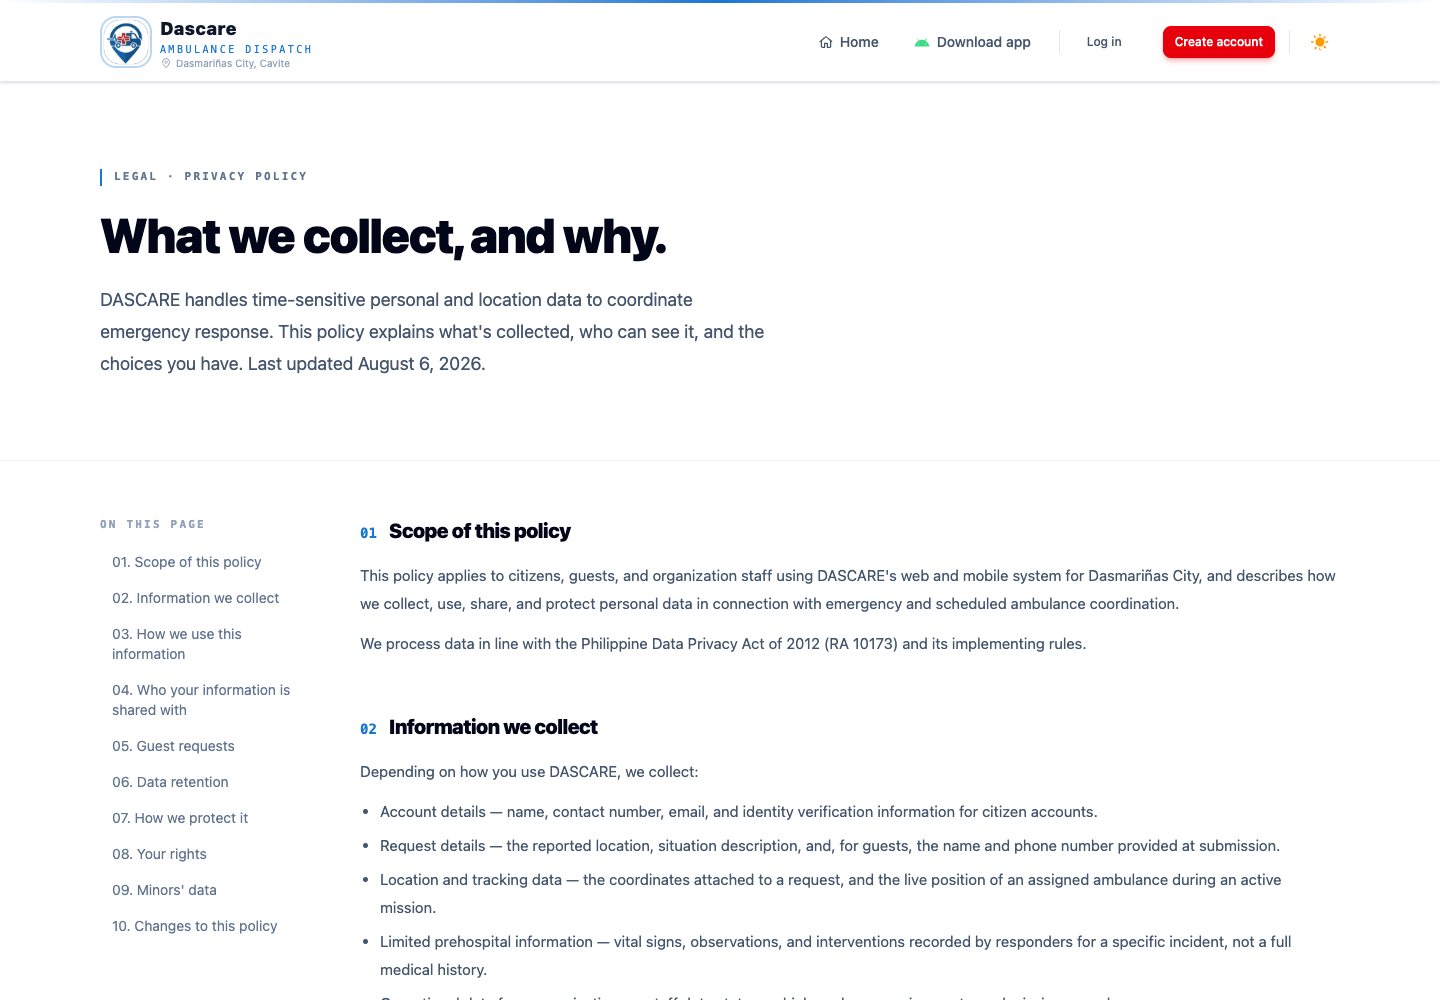 Dascare
AMBULANCE DISPATCH
Dasmariñas City, Cavite
Home
Download app
Log in
Create account
LEGAL · PRIVACY POLICY
What we collect, and why.
DASCARE handles time-sensitive personal and location data to coordinate
emergency response. This policy explains what's collected, who can see it, and the
choices you have. Last updated August 6, 2026.
ON THIS PAGE
01. Scope of this policy
02. Information we collect
03. How we use this
information
04. Who your information is
shared with
05. Guest requests
06. Data retention
07. How we protect it
08. Your rights
09. Minors' data
10. Changes to this policy
01 Scope of this policy
This policy applies to citizens, guests, and organization staff using DASCARE's web and mobile system for Dasmariñas City, and describes how
we collect, use, share, and protect personal data in connection with emergency and scheduled ambulance coordination.
We process data in line with the Philippine Data Privacy Act of 2012 (RA 10173) and its implementing rules.
02 Information we collect
Depending on how you use DASCARE, we collect:
• Account details — name, contact number, email, and identity verification information for citizen accounts.
• Request details — the reported location, situation description, and, for guests, the name and phone number provided at submission.
• Location and tracking data — the coordinates attached to a request, and the live position of an assigned ambulance during an active
mission.
• Limited prehospital information — vital signs, observations, and interventions recorded by responders for a specific incident, not a full
medical history.